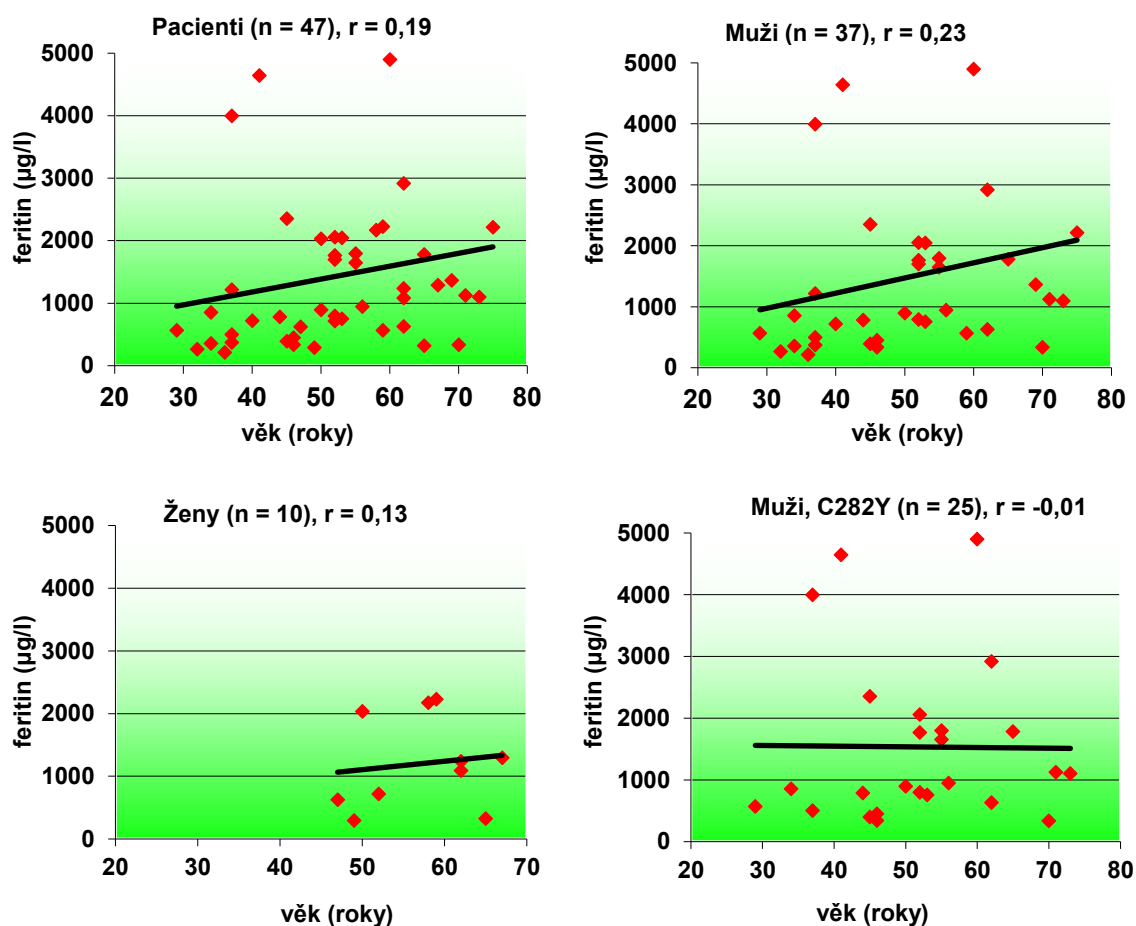 Pacienti (n = 47), r = 0,19
5000
4000
3000
2000
1000
0
feritin (µg/l)
20 30 40 50 60 70 80
věk (roky)
Muži (n = 37), r = 0,23
5000
4000
3000
2000
1000
0
feritin (µg/l)
20 30 40 50 60 70 80
věk (roky)
Ženy (n = 10), r = 0,13
5000
4000
3000
2000
1000
0
feritin (µg/l)
20 30 40 50 60 70
věk (roky)
Muži, C282Y (n = 25), r = -0,01
5000
4000
3000
2000
1000
0
feritin (µg/l)
20 30 40 50 60 70 80
věk (roky)